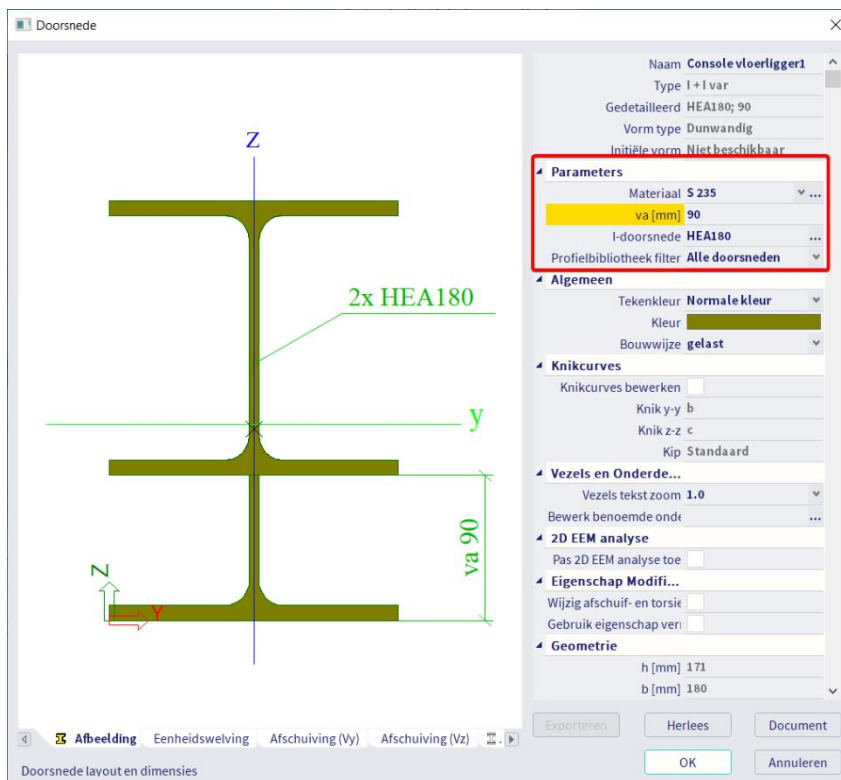 Doorsnede
Z
2x HEA180
y
va 90
Z
Y
Afbeelding Eenheidswelving Afschuiving (Vy) Afschuiving (Vz)
Doorsnede layout en dimensies
Naam Console vloerligger1
Type I + I var
Gedetailleerd HEA180; 90
Vorm type Dunwandig
Initiële vorm Niet beschikbaar
Parameters
Materiaal S 235 ...
va [mm] 90
I-doorsnede HEA180 ...
Profielbibliotheek filter Alle doorsneden
Algemeen
Tekenkleur Normale kleur
Kleur
Bouwwijze gelast
Knikcurves
Knikcurves bewerken
Knik y-y b
Knik z-z c
Kip Standaard
Vezels en Onderde...
Vezels tekst zoom 1.0
Bewerk benoemde onde ...
2D EEM analyse
Pas 2D EEM analyse toe
Eigenschap Modifi...
Wijzig afschuif- en torsie
Gebruik eigenschap ver
Geometrie
h [mm] 171
b [mm] 180
Exporteren Herlees Document
OK Annuleren